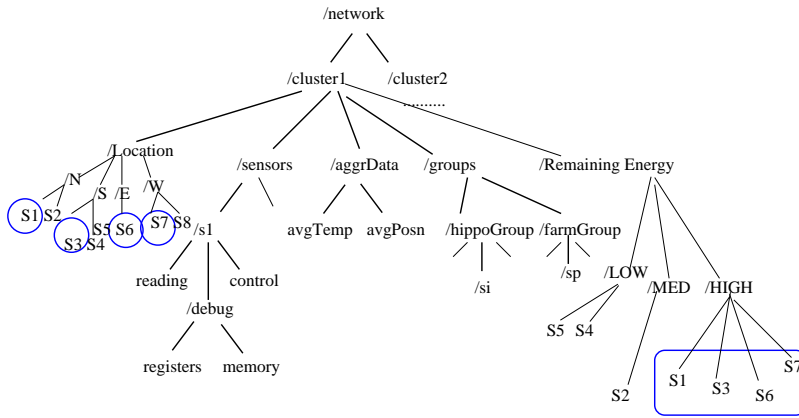 /network
/cluster1 /cluster2
..........
/Location /sensors /aggrData /groups /Remaining Energy
/N /S /E /W
S1 S2 S3 S4 S5 S6 S7 S8
/s1 avgTemp avgPosn /hippoGroup /farmGroup
reading control /si /sp /LOW /MED /HIGH
/debug
registers memory
S5 S4
S2 S1 S3 S6 S7